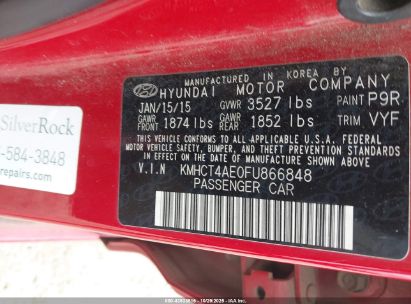 MANUFACTURED IN KOREA BY
HYUNDAI MOTOR COMPANY
JAN/15/15 GVWR 3527 lbs PAINT P9R
GAWR FRONT 1874 lbs GAWR REAR 1852 lbs TRIM VYF
THIS VEHICLE CONFORMS TO ALL APPLICABLE U.S.A. FEDERAL
MOTOR VEHICLE SAFETY, BUMPER, AND THEFT PREVENTION STANDARDS
IN EFFECT ON THE DATE OF MANUFACTURE SHOWN ABOVE.
V.I.N KMHCT4AE0FU866848
PASSENGER CAR
SilverRock
-584-3848
repairs.com
10/29/2025